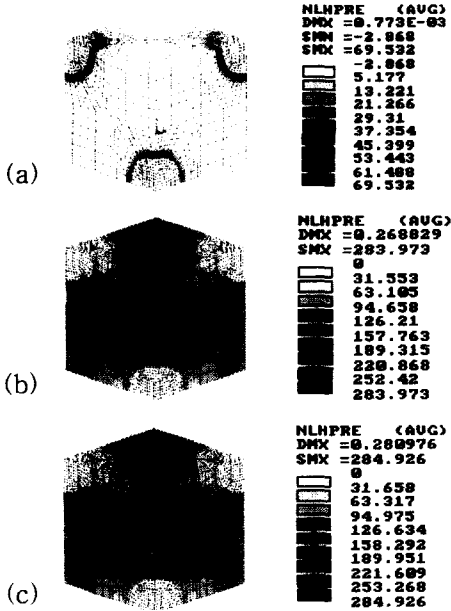 NLHPRE (AVG)
DMX =0.773E-03
SMN =-2.868
SMX =69.532
-2.868
5.177
13.221
21.266
29.31
37.354
45.399
53.443
61.488
69.532
(a)
NLHPRE (AVG)
DMX =0.268829
SMX =283.973
0
31.553
63.105
94.658
126.21
157.763
189.315
220.868
252.42
283.973
(b)
NLHPRE (AVG)
DMX =0.280976
SMX =284.926
0
31.658
63.317
94.975
126.634
158.292
189.951
221.609
253.268
284.926
(c)